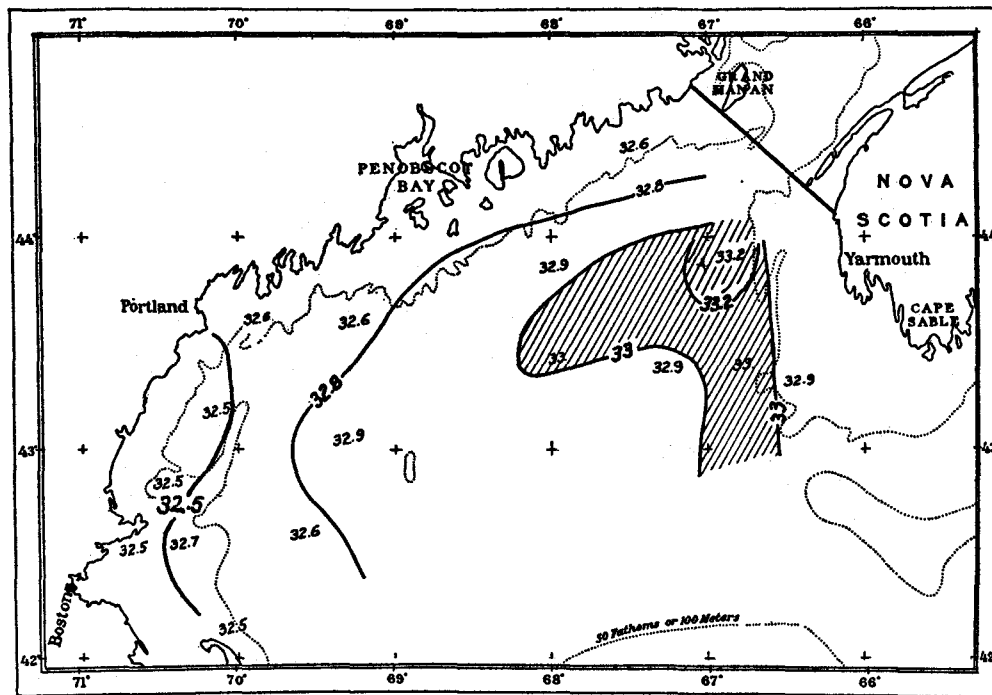 71° 70° 69° 68° 67° 66°
GRAND
MANAN
32.6
PENOBSCOT
BAY
32.8
NOVA
SCOTIA
44° 44
33.2
32.9
Yarmouth
33.2
Portland
CAPE
SABLE
32.6
32.6
33.
33
33.
32.9
32.9
32.8
32.5
33
32.9
43° 43
32.5
32.5
32.6
32.5
32.7
Boston
32.5
50 Fathoms or 100 Meters
42° 42
71° 70° 69° 68° 67° 66°